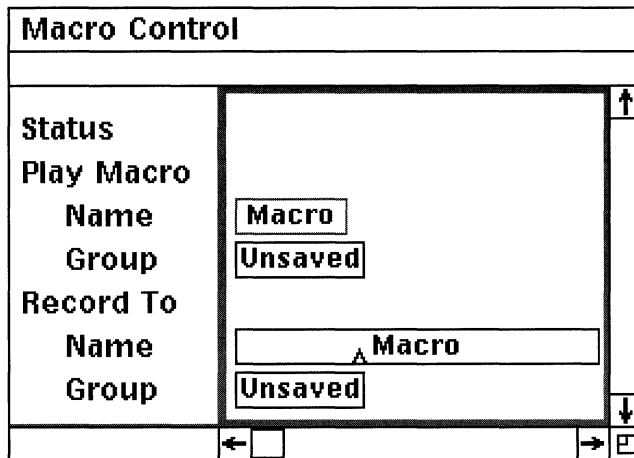 Macro Control
Status
Play Macro
Name Macro
Group Unsaved
Record To
Name Macro
Group Unsaved